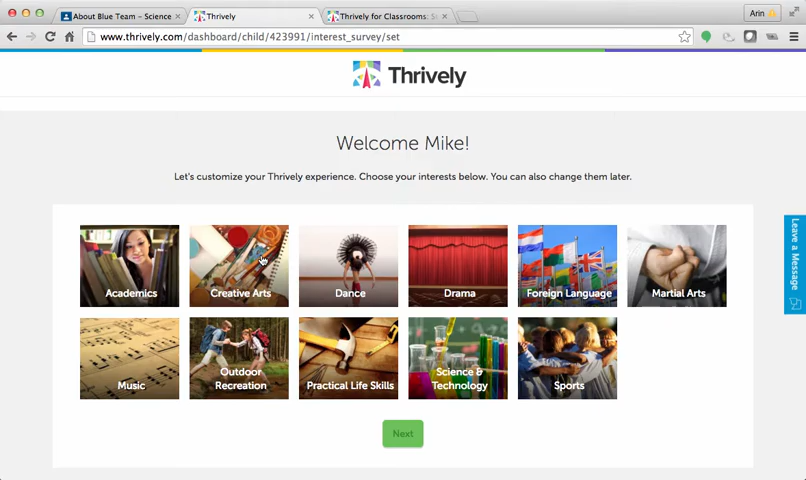 About Blue Team – Science
Thrively
Thrively for Classrooms: S
Arin
www.thrively.com/dashboard/child/423991/interest_survey/set
Thrively
Welcome Mike!
Let's customize your Thrively experience. Choose your interests below. You can also change them later.
Academics
Creative Arts
Dance
Drama
Foreign Language
Martial Arts
Music
Outdoor
Recreation
Practical Life Skills
Science &
Technology
Sports
Next
Leave a Message